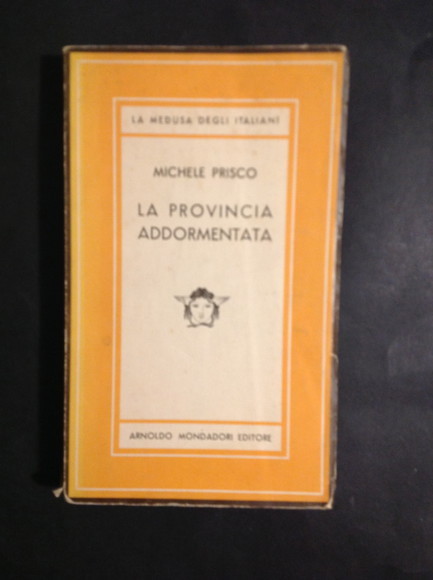 LA MEDUSA DEGLI ITALIANI
MICHELE PRISCO
LA PROVINCIA
ADDORMENTATA
ARNOLDO MONDADORI EDITORE